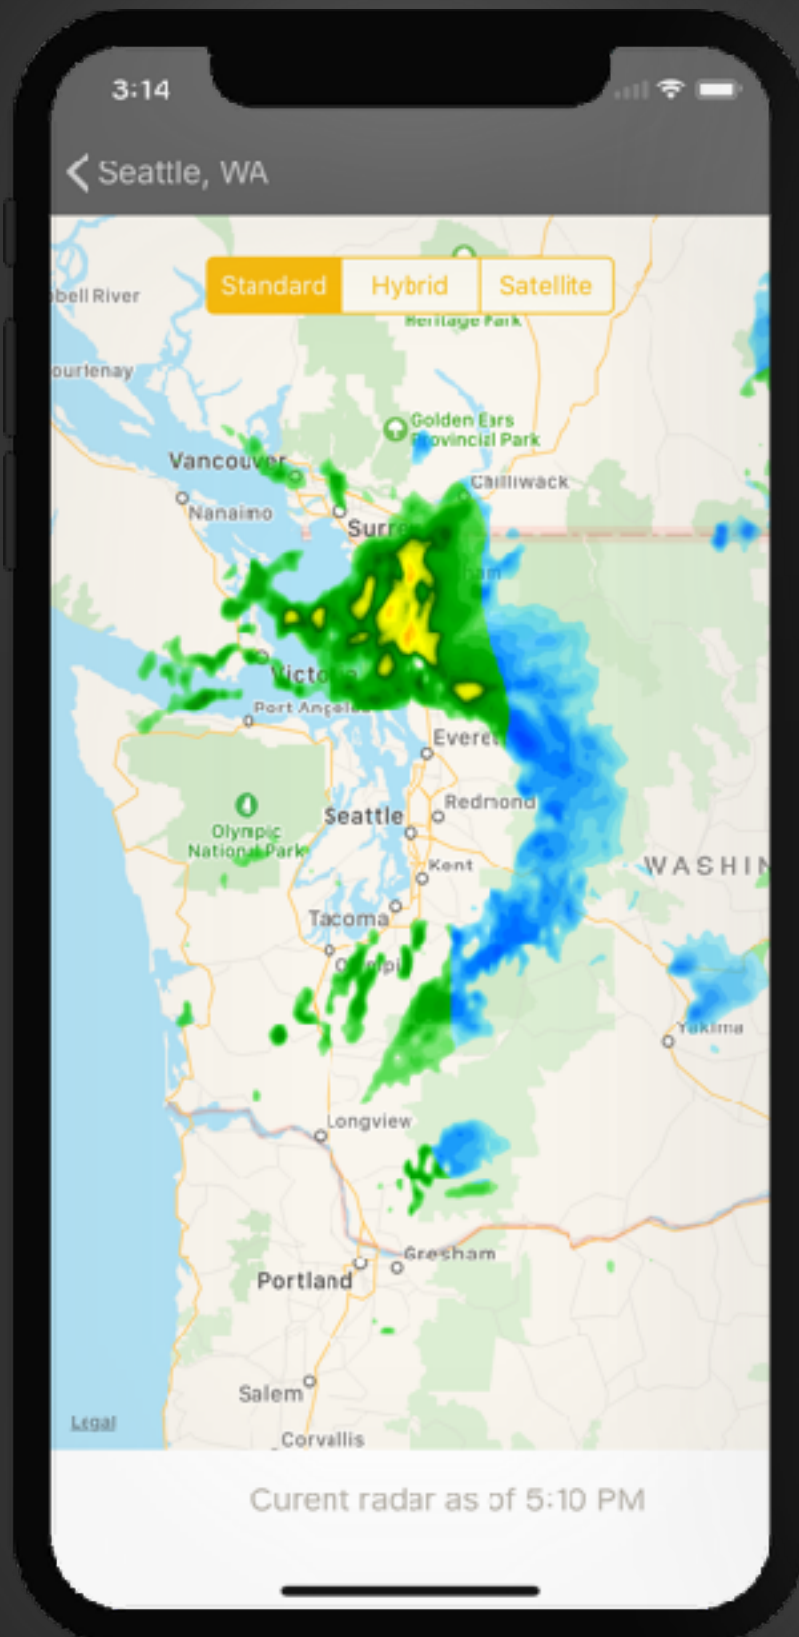 3:14
Seattle, WA
Standard Hybrid Satellite
bell River
Heritage Park
ourtenay
Golden Ears
Provincial Park
Vancouver
Chilliwack
Nanaimo
Surre
ham
Victo
Port Angele
Everet
Redmond
Seattle
Olympic
National Park
Kent
WASHIN
Tacoma
Yakima
Longview
Gresham
Portland
Salem
Legal
Corvallis
Curent radar as of 5:10 PM